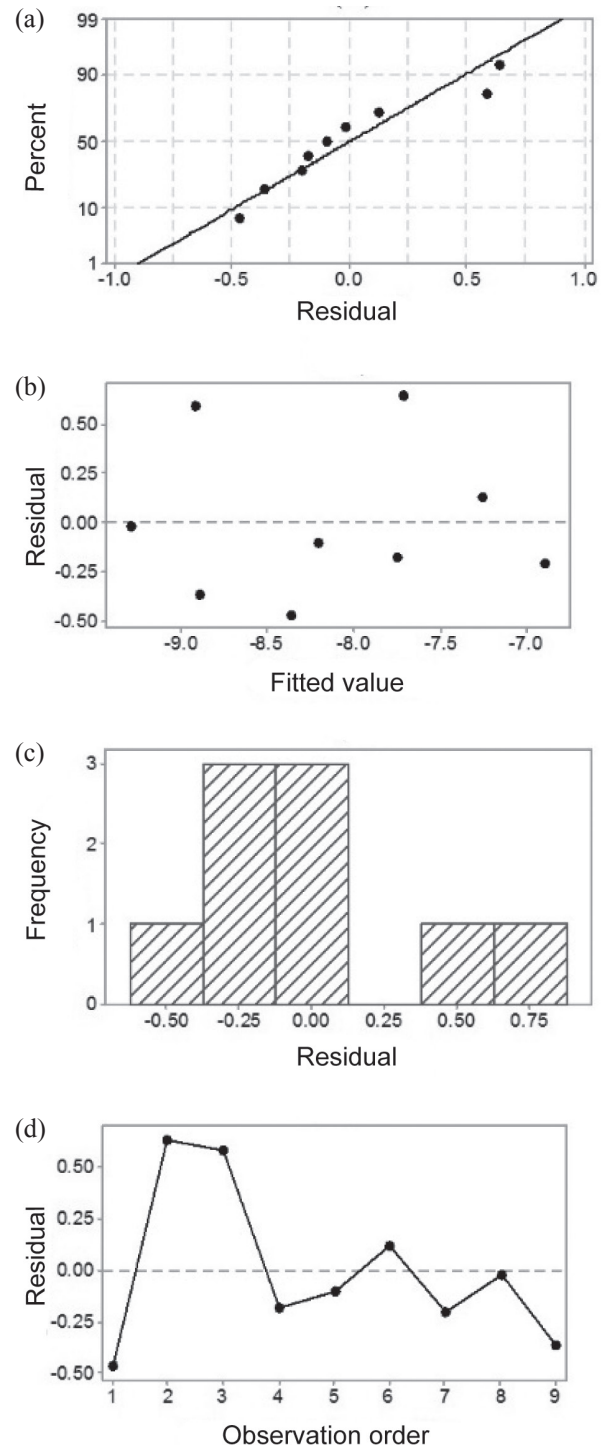 (a)
99
90
50
10
1
Percent
-1.0 -0.5 0.0 0.5 1.0
Residual
(b)
0.50
0.25
0.00
-0.25
-0.50
Residual
-9.0 -8.5 -8.0 -7.5 -7.0
Fitted value
(c)
3
2
1
0
Frequency
-0.50 -0.25 0.00 0.25 0.50 0.75
Residual
(d)
0.50
0.25
0.00
-0.25
-0.50
Residual
1 2 3 4 5 6 7 8 9
Observation order